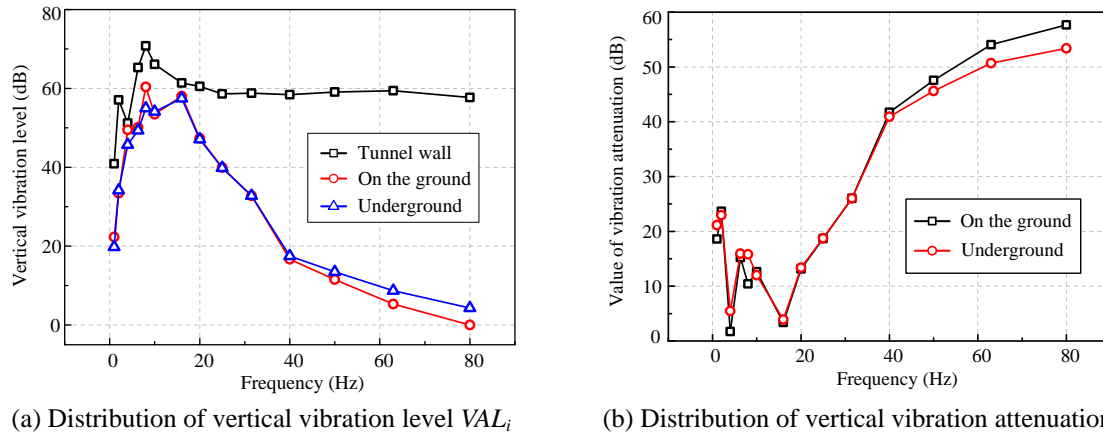 80
60
40
20
0
Vertical vibration level (dB)
Tunnel wall
On the ground
Underground
0 20 40 60 80
Frequency (Hz)
(a) Distribution of vertical vibration level VALi
60
50
40
30
20
10
0
Value of vibration attenuation (dB)
On the ground
Underground
0 20 40 60 80
Frequency (Hz)
(b) Distribution of vertical vibration attenuation